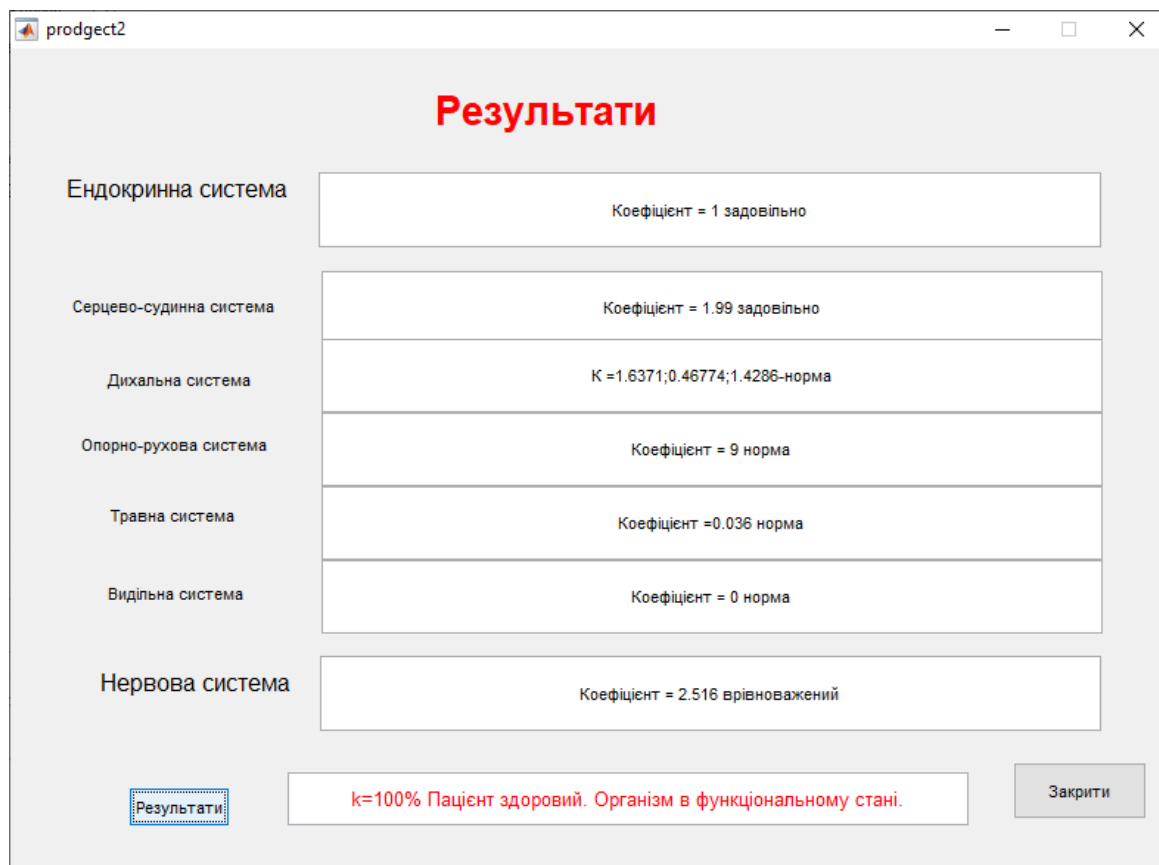 prodgect2
Результати
Ендокринна система
Коефіцієнт = 1 задовільно
Серцево-судинна система
Коефіцієнт = 1.99 задовільно
Дихальна система
К =1.6371;0.46774;1.4286-норма
Опорно-рухова система
Коефіцієнт = 9 норма
Травна система
Коефіцієнт =0.036 норма
Видільна система
Коефіцієнт = 0 норма
Нервова система
Коефіцієнт = 2.516 врівноважений
Результати
k=100% Пацієнт здоровий. Організм в функціональному стані.
Закрити